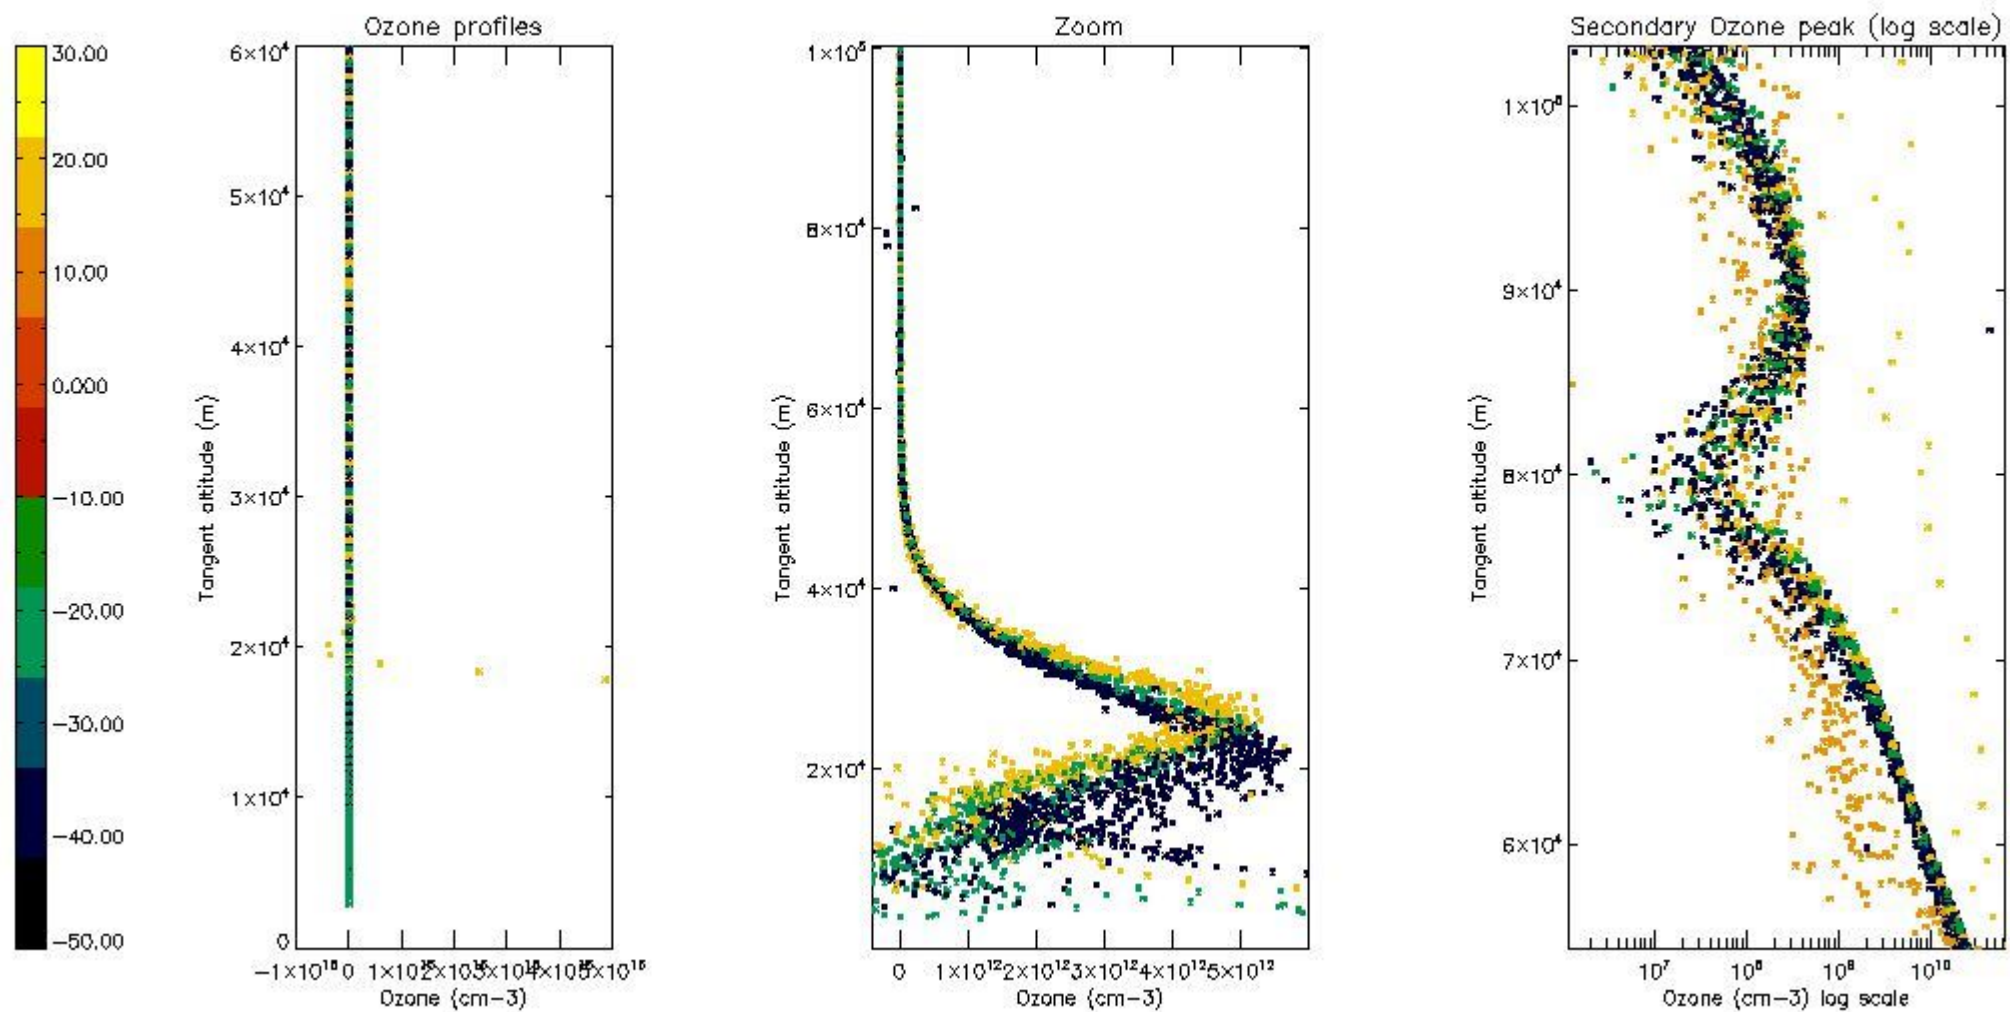 Ozone profiles
Zoom
Secondary Ozone peak (log scale)
30.00
20.00
10.00
0.000
−10.00
−20.00
−30.00
−40.00
−50.00
6×10⁴
5×10⁴
4×10⁴
3×10⁴
2×10⁴
1×10⁴
0
Tangent altitude (m)
0
Ozone (cm−3)
1×10⁵
8×10⁴
6×10⁴
4×10⁴
2×10⁴
Tangent altitude (m)
0 1×10¹² 2×10¹² 3×10¹² 4×10¹² 5×10¹²
Ozone (cm−3)
9×10⁴
8×10⁴
7×10⁴
6×10⁴
Tangent altitude (m)
10⁷ 10⁸ 10⁹ 10¹⁰
Ozone (cm−3) log scale